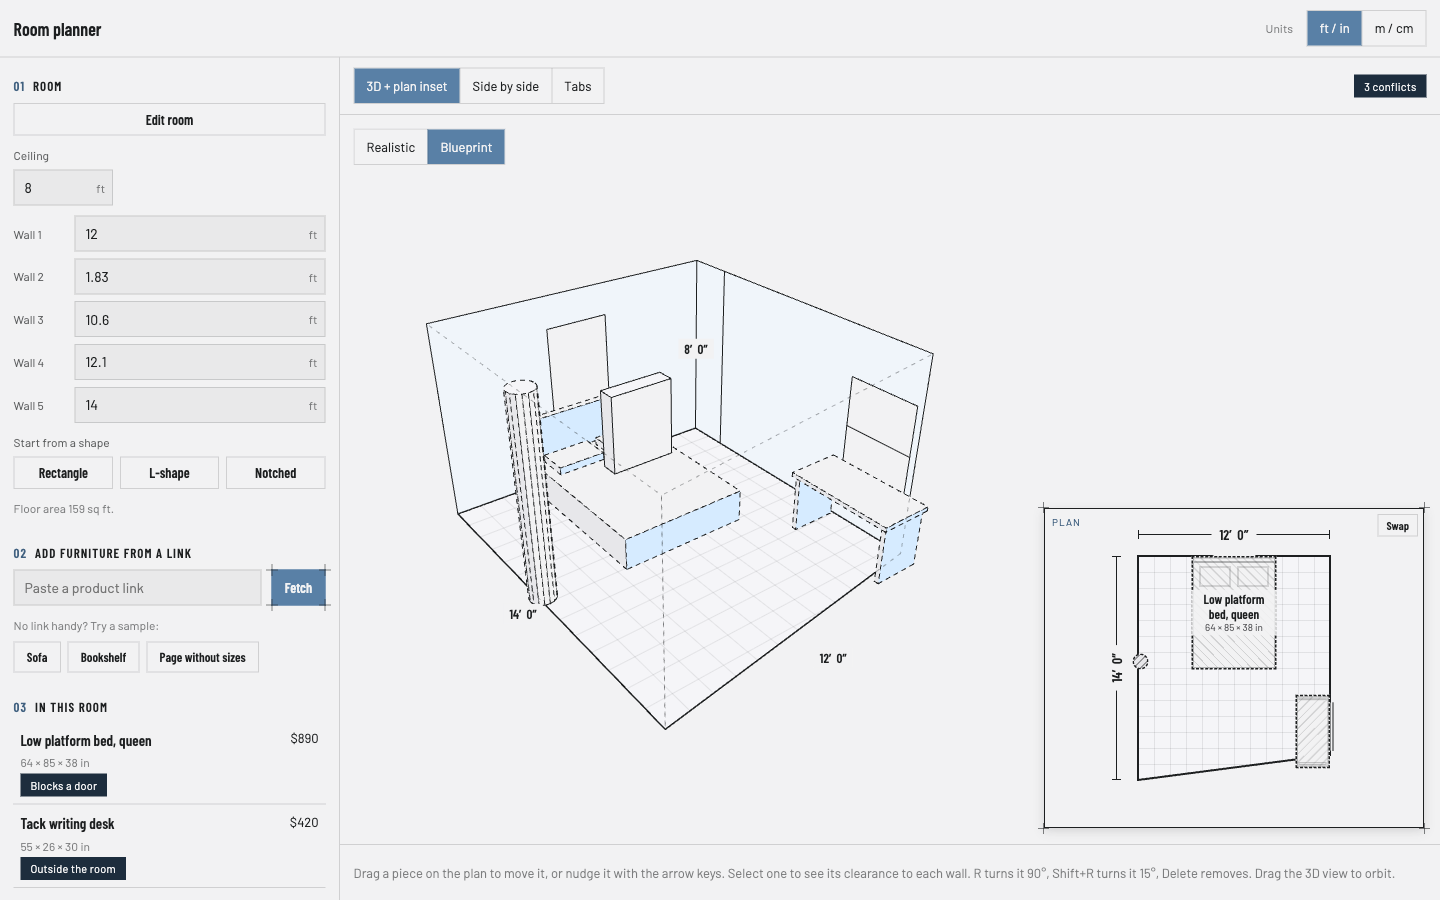 Room planner
Units
ft / in
m / cm
01 ROOM
Edit room
Ceiling
8 ft
Wall 1 12 ft
Wall 2 1.83 ft
Wall 3 10.6 ft
Wall 4 12.1 ft
Wall 5 14 ft
Start from a shape
Rectangle
L-shape
Notched
Floor area 159 sq ft.
02 ADD FURNITURE FROM A LINK
Paste a product link
Fetch
No link handy? Try a sample:
Sofa
Bookshelf
Page without sizes
03 IN THIS ROOM
Low platform bed, queen $890
64 × 85 × 38 in
Blocks a door
Tack writing desk $420
55 × 26 × 30 in
Outside the room
3D + plan inset
Side by side
Tabs
3 conflicts
Realistic
Blueprint
8′ 0″
14′ 0″
12′ 0″
PLAN
Swap
12′ 0″
14′ 0″
Low platform
bed, queen
64 × 85 × 38 in
Drag a piece on the plan to move it, or nudge it with the arrow keys. Select one to see its clearance to each wall. R turns it 90°, Shift+R turns it 15°, Delete removes. Drag the 3D view to orbit.